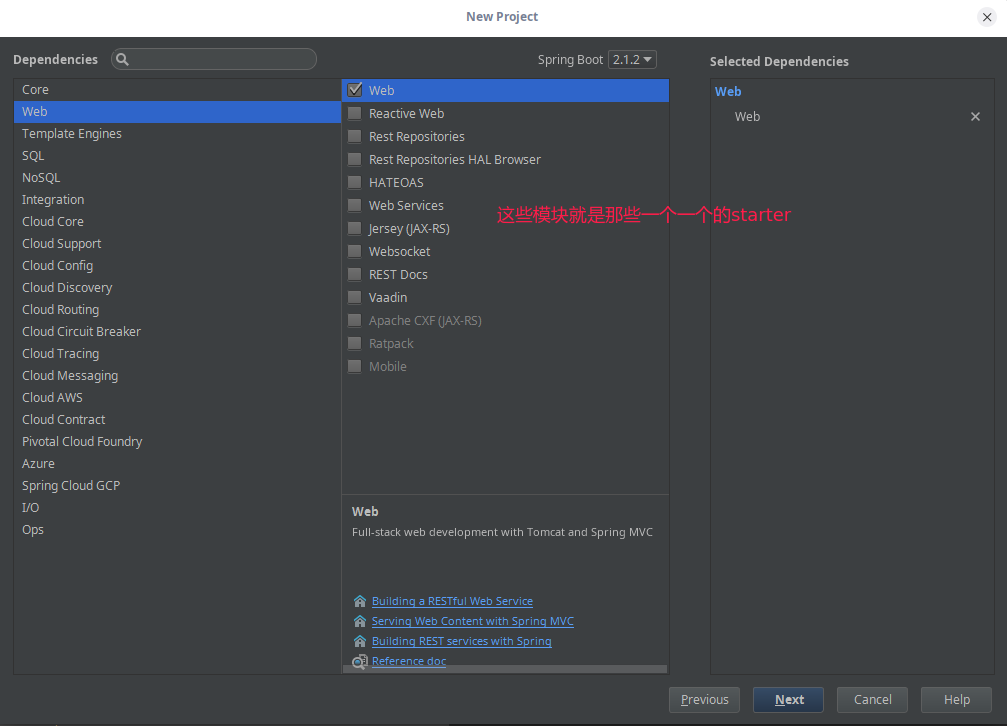 New Project
Dependencies
Spring Boot 2.1.2
Selected Dependencies
Core
Web
Template Engines
SQL
NoSQL
Integration
Cloud Core
Cloud Support
Cloud Config
Cloud Discovery
Cloud Routing
Cloud Circuit Breaker
Cloud Tracing
Cloud Messaging
Cloud AWS
Cloud Contract
Pivotal Cloud Foundry
Azure
Spring Cloud GCP
I/O
Ops
Web
Reactive Web
Rest Repositories
Rest Repositories HAL Browser
HATEOAS
Web Services
这些模块就是那些一个一个的starter
Jersey (JAX-RS)
Websocket
REST Docs
Vaadin
Apache CXF (JAX-RS)
Ratpack
Mobile
Web
Full-stack web development with Tomcat and Spring MVC
Building a RESTful Web Service
Serving Web Content with Spring MVC
Building REST services with Spring
Reference doc
Web
Web
Previous
Next
Cancel
Help